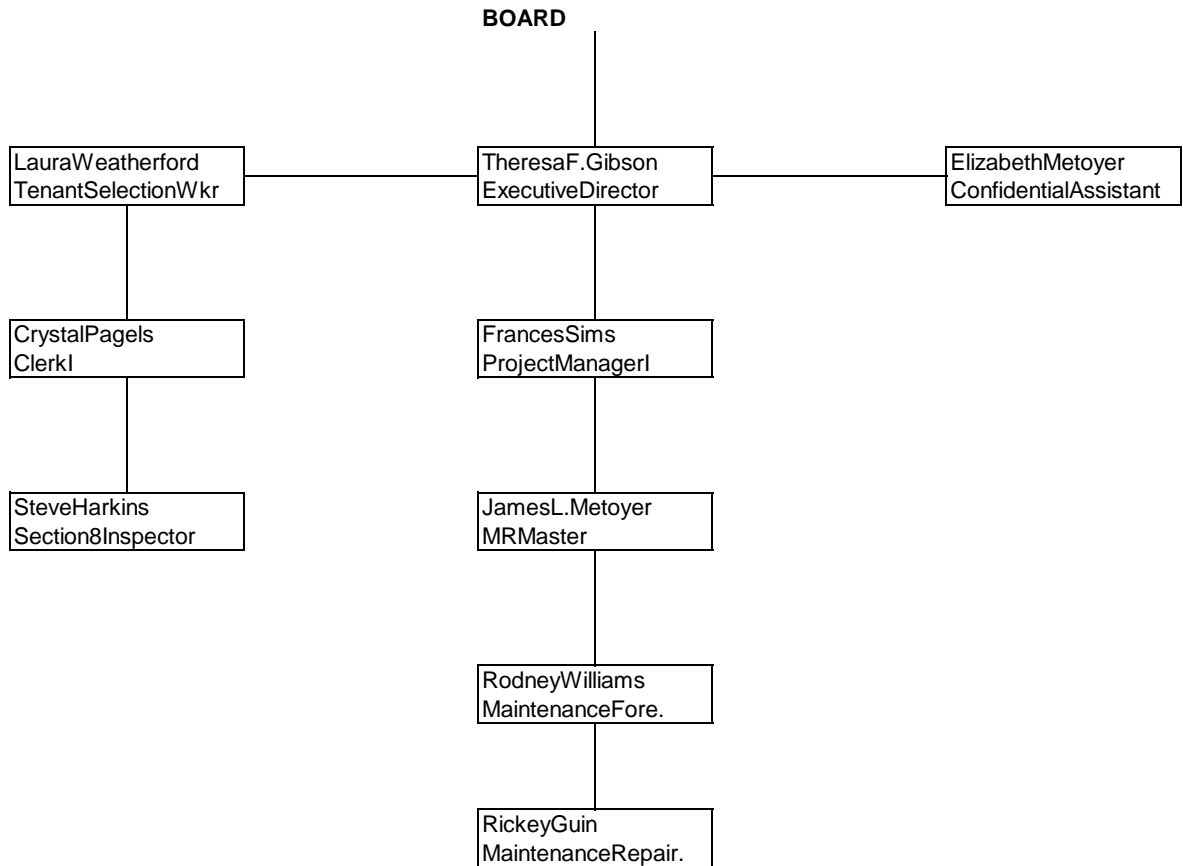 BOARD
LauraWeatherford
TenantSelectionWkr
TheresaF.Gibson
ExecutiveDirector
ElizabethMetoyer
ConfidentialAssistant
CrystalPagels
ClerkI
FrancesSims
ProjectManagerI
SteveHarkins
Section8Inspector
JamesL.Metoyer
MRMaster
RodneyWilliams
MaintenanceFore.
RickeyGuin
MaintenanceRepair.